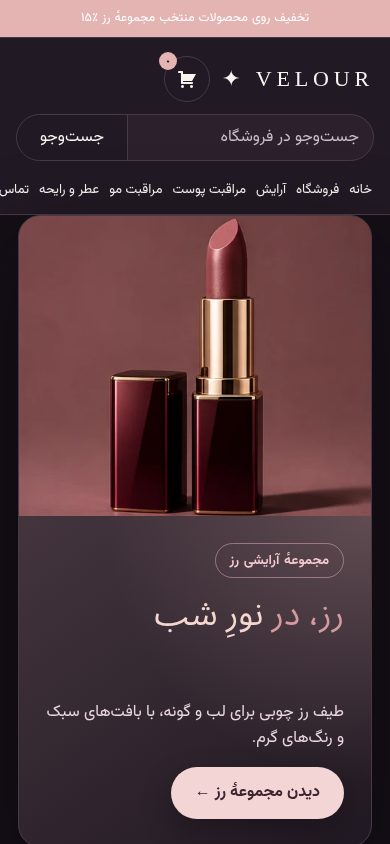 تخفیف روی محصولات منتخب مجموعهٔ رز ۱۵٪
VELOUR ✦
جست‌وجو در فروشگاه
جست‌وجو
خانه فروشگاه آرایش مراقبت پوست مراقبت مو عطر و رایحه تماس
مجموعهٔ آرایشی رز
رز، در نورِ شب
طیف رز چوبی برای لب و گونه، با بافت‌های سبک
و رنگ‌های گرم.
دیدن مجموعهٔ رز ←